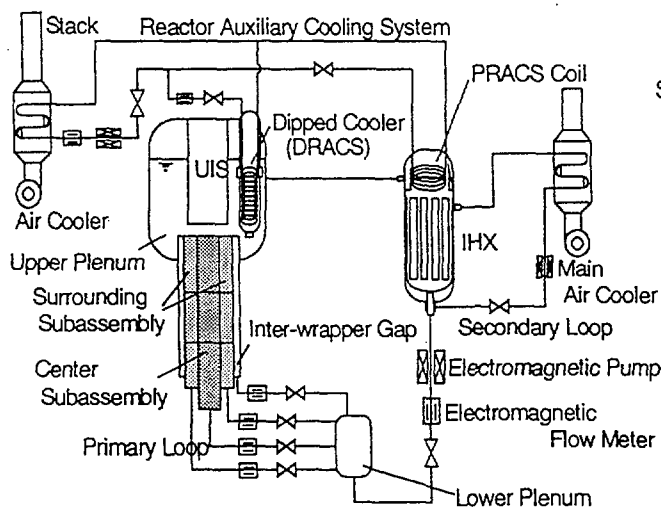 Stack
Reactor Auxiliary Cooling System
PRACS Coil
S
Dipped Cooler
(DRACS)
UIS
Air Cooler
IHX
Upper Plenum
Main
Air Cooler
Surrounding
Subassembly
Inter-wrapper Gap
Secondary Loop
Center
Subassembly
Electromagnetic Pump
Electromagnetic
Flow Meter
Primary Loop
Lower Plenum